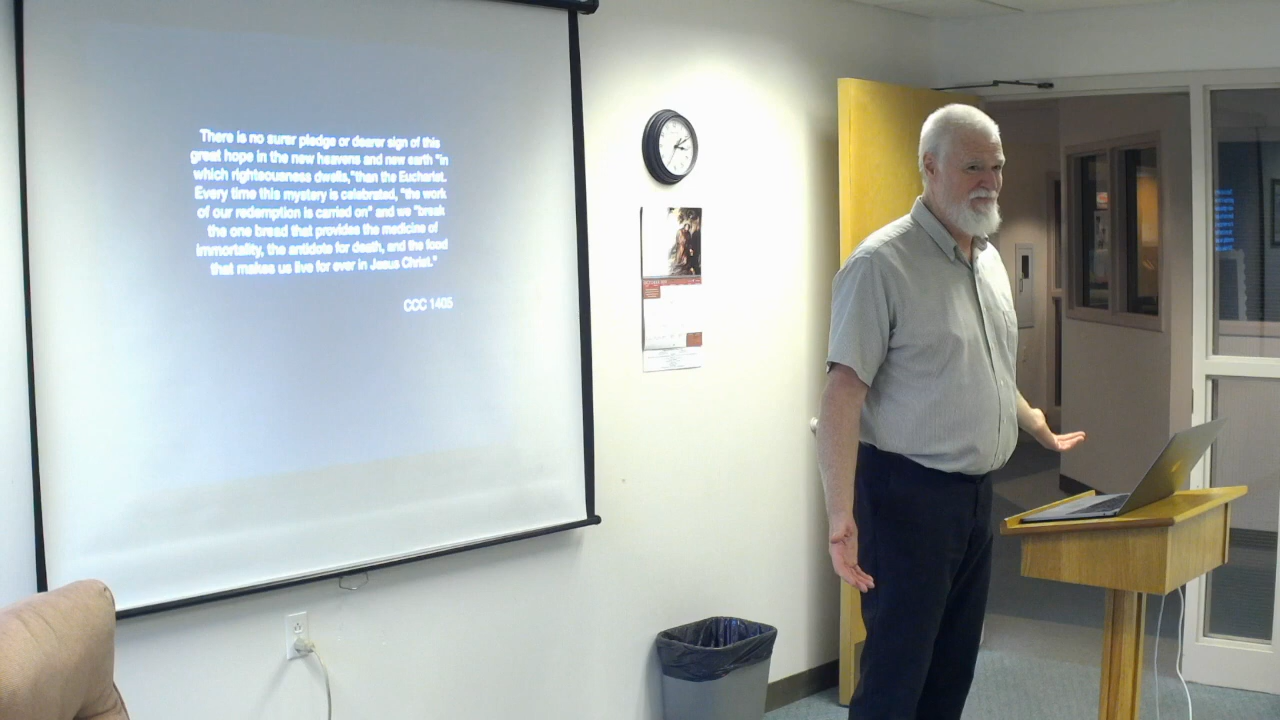 There is no surer pledge or dearer sign of this
great hope in the new heavens and new earth "in
which righteousness dwells,"than the Eucharist.
Every time this mystery is celebrated, "the work
of our redemption is carried on" and we "break
the one bread that provides the medicine of
immortality, the antidote for death, and the food
that makes us live for ever in Jesus Christ."
CCC 1405